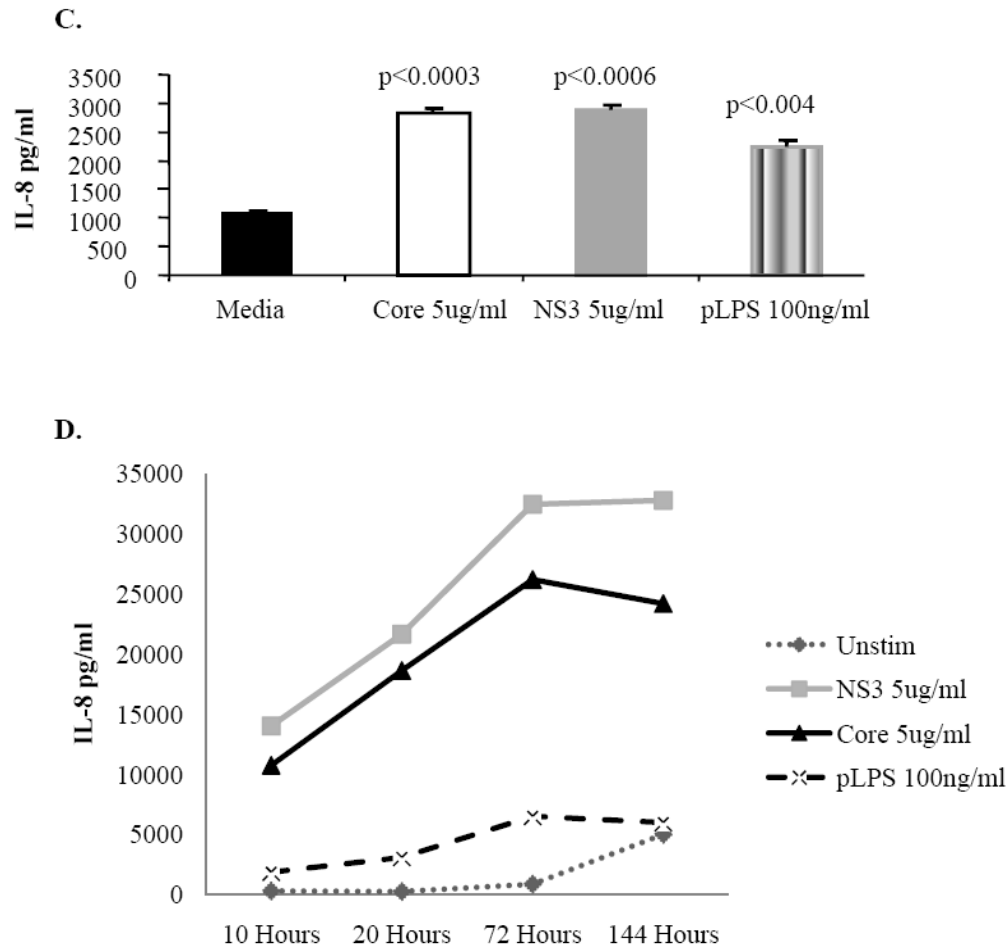 C.
p<0.0003 p<0.0006
p<0.004
3500
3000
2500
2000
1500
1000
500
0
IL-8 pg/ml
Media Core 5ug/ml NS3 5ug/ml pLPS 100ng/ml
D.
35000
30000
25000
20000
15000
10000
5000
0
IL-8 pg/ml
10 Hours 20 Hours 72 Hours 144 Hours
Unstim
NS3 5ug/ml
Core 5ug/ml
pLPS 100ng/ml